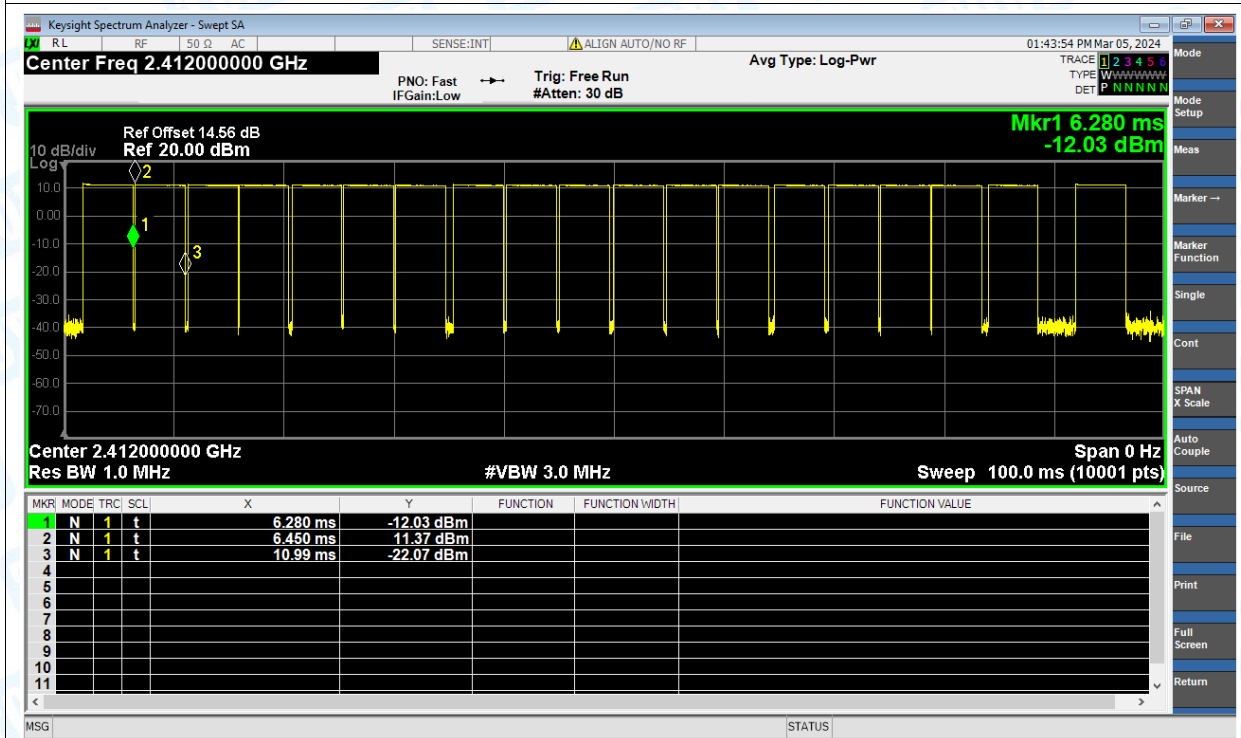 Keysight Spectrum Analyzer - Swept SA
LXI RL RF 50 Ω AC SENSE:INT ALIGN AUTO/NO RF 01:43:54 PM Mar 05, 2024
Center Freq 2.412000000 GHz
PNO: Fast
IFGain:Low
Trig: Free Run
#Atten: 30 dB
Avg Type: Log-Pwr
TRACE 1 2 3 4 5 6
TYPE WWWWWWW
DET P N N N N N
Mkr1 6.280 ms
-12.03 dBm
10 dB/div
Log
Ref Offset 14.56 dB
Ref 20.00 dBm
10.0
0.00
-10.0
-20.0
-30.0
-40.0
-50.0
-60.0
-70.0
2
1
3
Center 2.412000000 GHz Span 0 Hz
Res BW 1.0 MHz #VBW 3.0 MHz Sweep 100.0 ms (10001 pts)
MKR MODE TRC SCL X Y FUNCTION FUNCTION WIDTH FUNCTION VALUE
1 N 1 t 6.280 ms -12.03 dBm
2 N 1 t 6.450 ms 11.37 dBm
3 N 1 t 10.99 ms -22.07 dBm
4
5
6
7
8
9
10
11
MSG STATUS
Mode
Mode Setup
Meas
Marker →
Marker Function
Single
Cont
SPAN X Scale
Auto Couple
Source
File
Print
Full Screen
Return